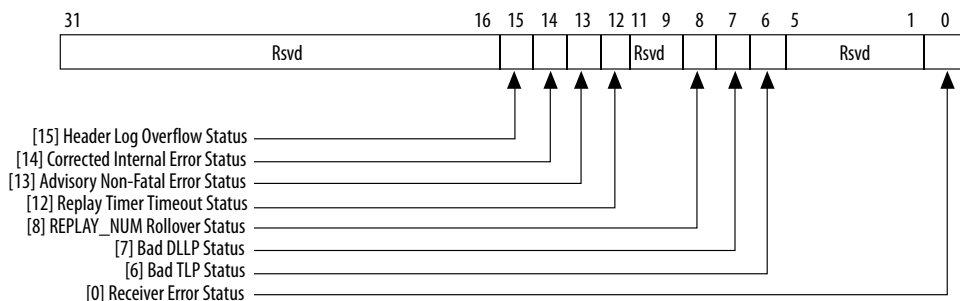 31 16 15 14 13 12 11 9 8 7 6 5 1 0
Rsvd Rsvd Rsvd
[15] Header Log Overflow Status
[14] Corrected Internal Error Status
[13] Advisory Non-Fatal Error Status
[12] Replay Timer Timeout Status
[8] REPLAY_NUM Rollover Status
[7] Bad DLLP Status
[6] Bad TLP Status
[0] Receiver Error Status